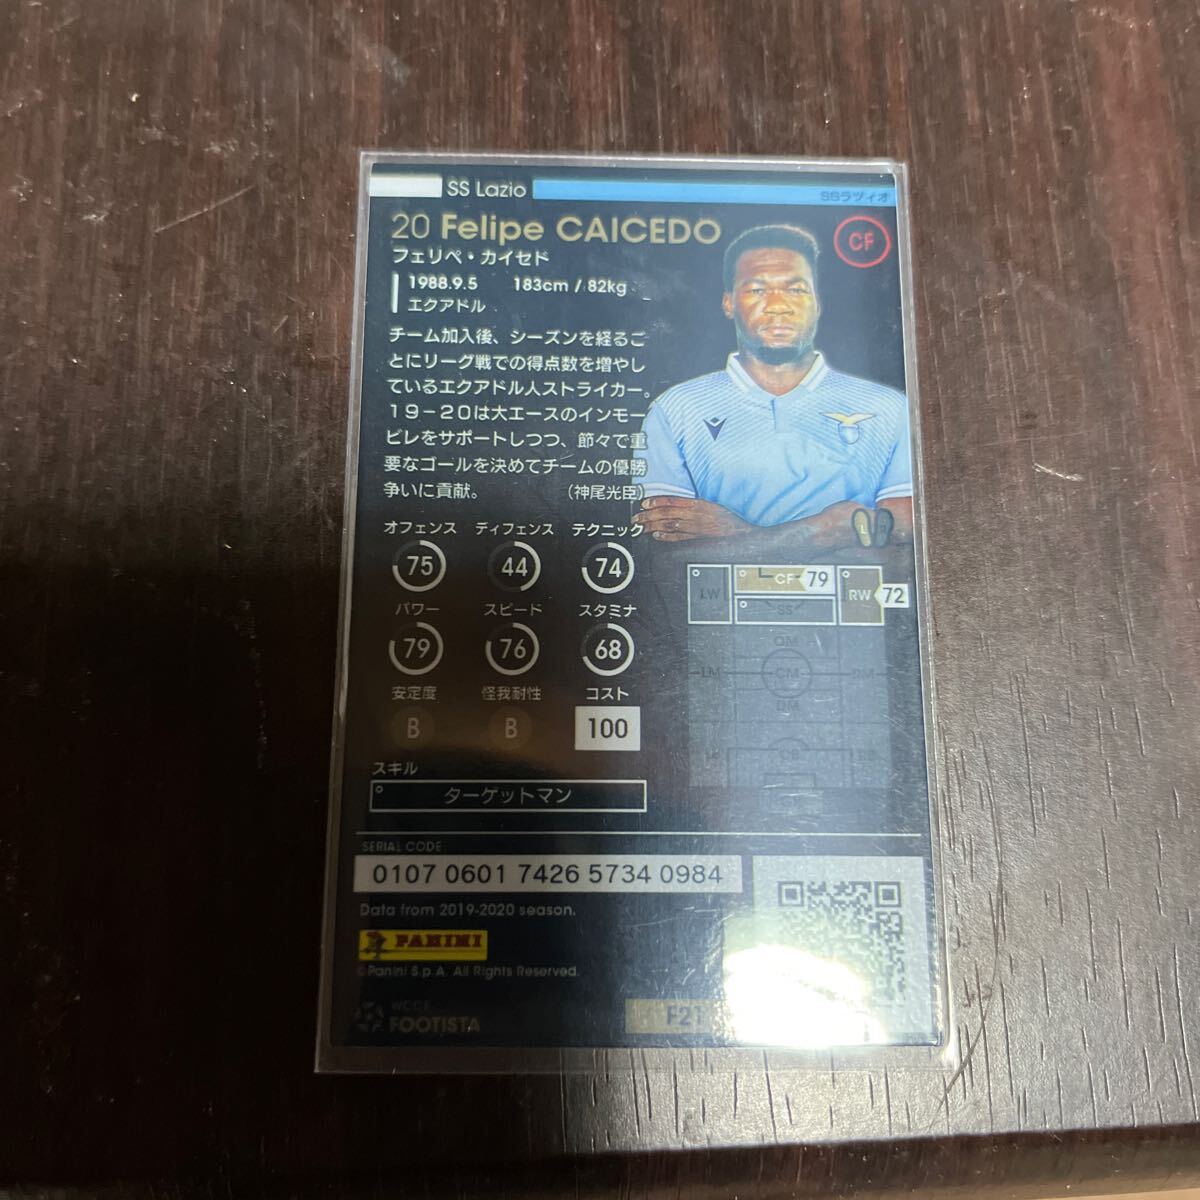 SS Lazio
SSラツィオ
20 Felipe CAICEDO
CF
フェリペ・カイセド
1988.9.5 183cm / 82kg
エクアドル
チーム加入後、シーズンを経るご
とにリーグ戦での得点数を増やし
ているエクアドル人ストライカー。
19-20は大エースのインモー
ビレをサポートしつつ、節々で重
要なゴールを決めてチームの優勝
争いに貢献。 (神尾光臣)
オフェンス ディフェンス テクニック
75 44 74
パワー スピード スタミナ
79 76 68
安定度 怪我耐性 コスト
B B 100
LW CF 79 RW 72
SS
OM
LM CM
DM
CB
スキル
ターゲットマン
SERIAL CODE
0107 0601 7426 5734 0984
Data from 2019-2020 season.
PANINI
©Panini S.p.A. All Rights Reserved.
WCCF
FOOTISTA
F21